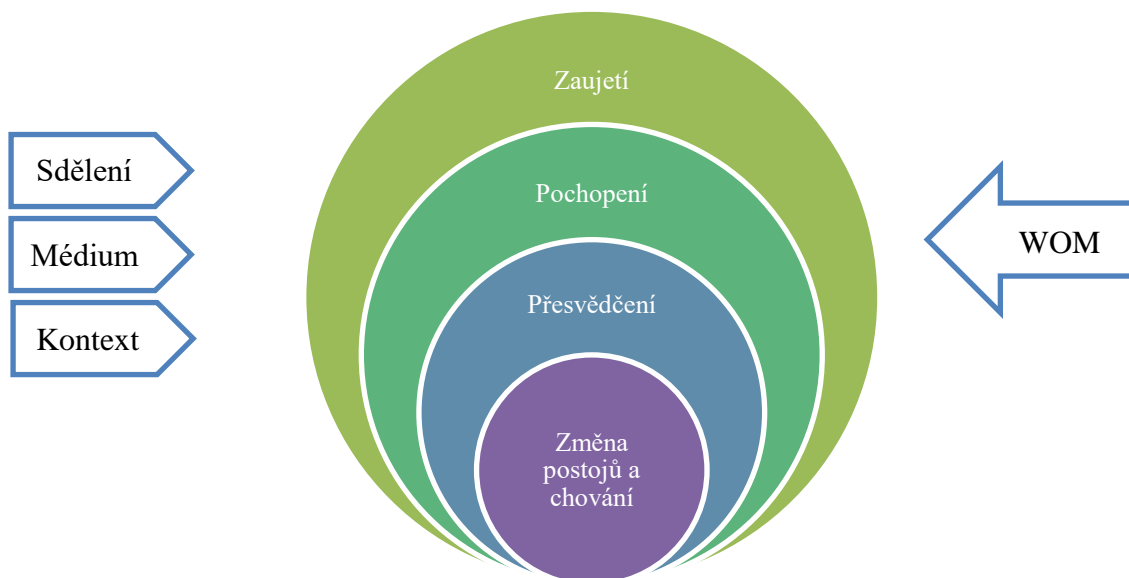 Zaujetí
Sdělení
Pochopení
Médium
WOM
Přesvědčení
Kontext
Změna
postojů a
chování